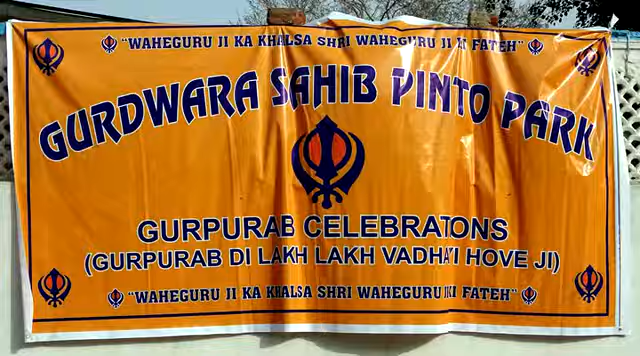 "WAHEGURU JI KA KHALSA SHRI WAHEGURU JI KI FATEH"
GURDWARA SAHIB PINTO PARK
GURPURAB CELEBRATONS
(GURPURAB DI LAKH LAKH VADHAYI HOVE JI)
"WAHEGURU JI KA KHALSA SHRI WAHEGURU JI KI FATEH"